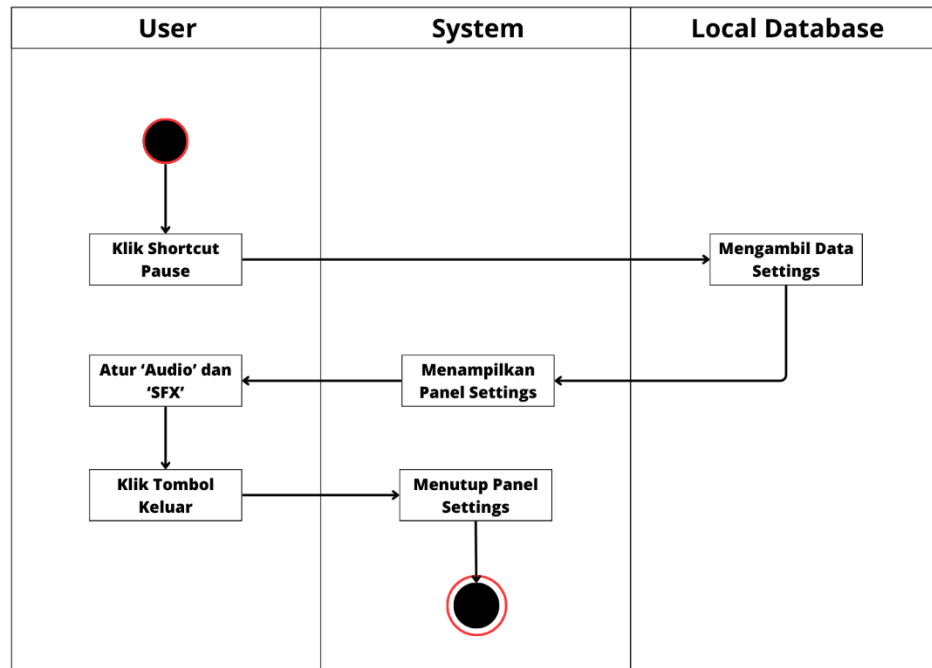 User
System
Local Database
Klik Shortcut
Pause
Mengambil Data
Settings
Menampilkan
Panel Settings
Atur ‘Audio’ dan
‘SFX’
Klik Tombol
Keluar
Menutup Panel
Settings